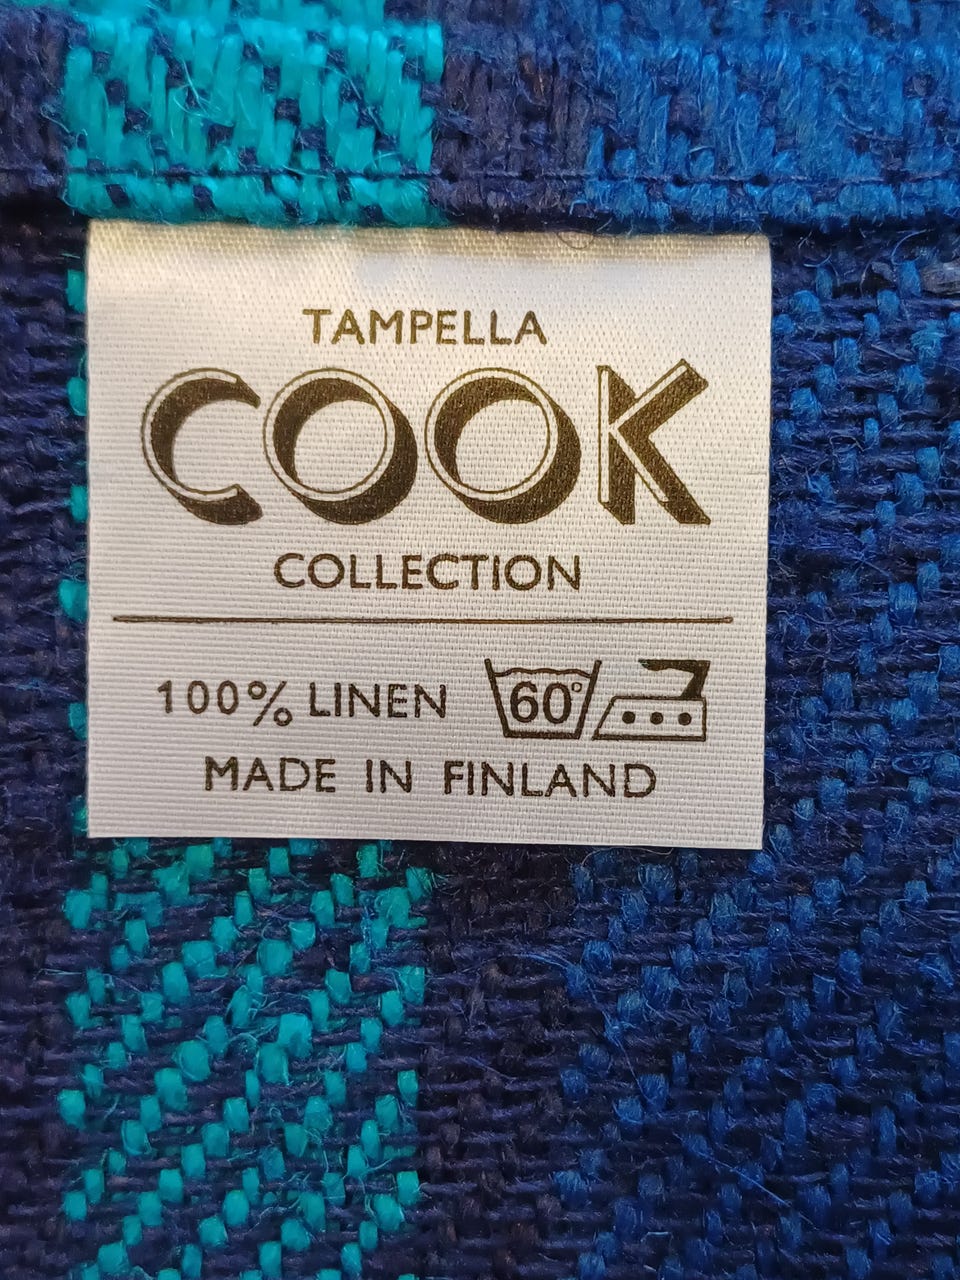 TAMPELLA
COOK
COLLECTION
100% LINEN 60°
MADE IN FINLAND